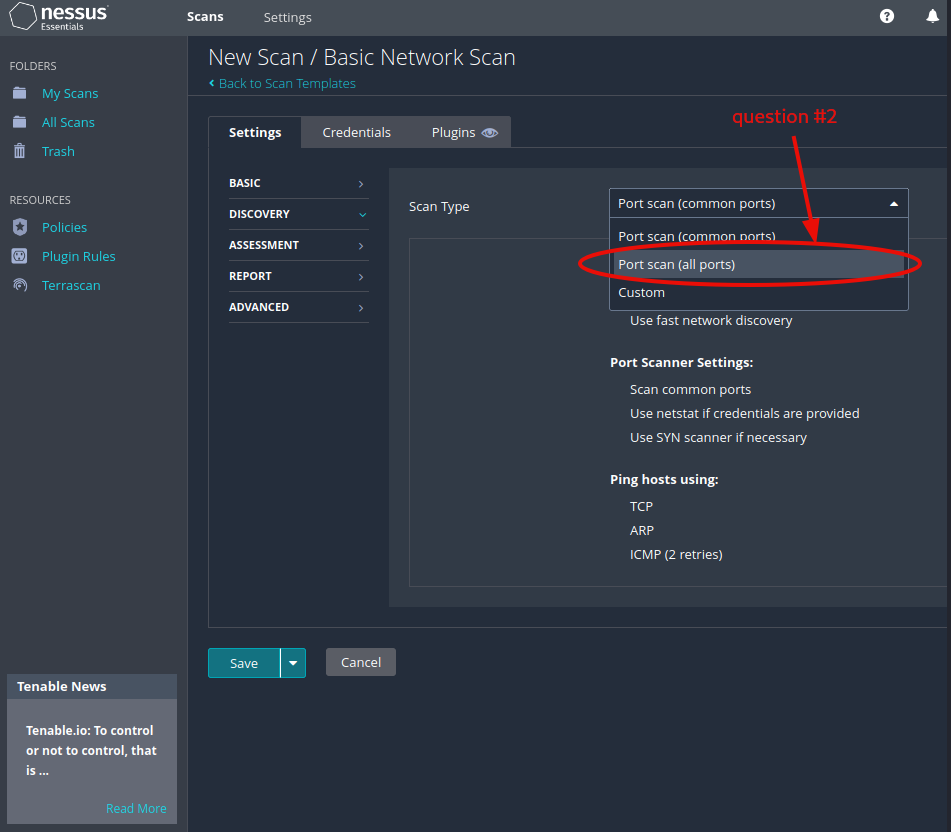 nessus
Essentials
Scans
Settings
FOLDERS
My Scans
All Scans
Trash
RESOURCES
Policies
Plugin Rules
Terrascan
Tenable News
Tenable.io: To control
or not to control, that
is ...
Read More
New Scan / Basic Network Scan
Back to Scan Templates
question #2
Settings
Credentials
Plugins
BASIC
DISCOVERY
ASSESSMENT
REPORT
ADVANCED
Scan Type
Port scan (common ports)
Port scan (common ports)
Port scan (all ports)
Custom
Use fast network discovery
Port Scanner Settings:
Scan common ports
Use netstat if credentials are provided
Use SYN scanner if necessary
Ping hosts using:
TCP
ARP
ICMP (2 retries)
Save
Cancel